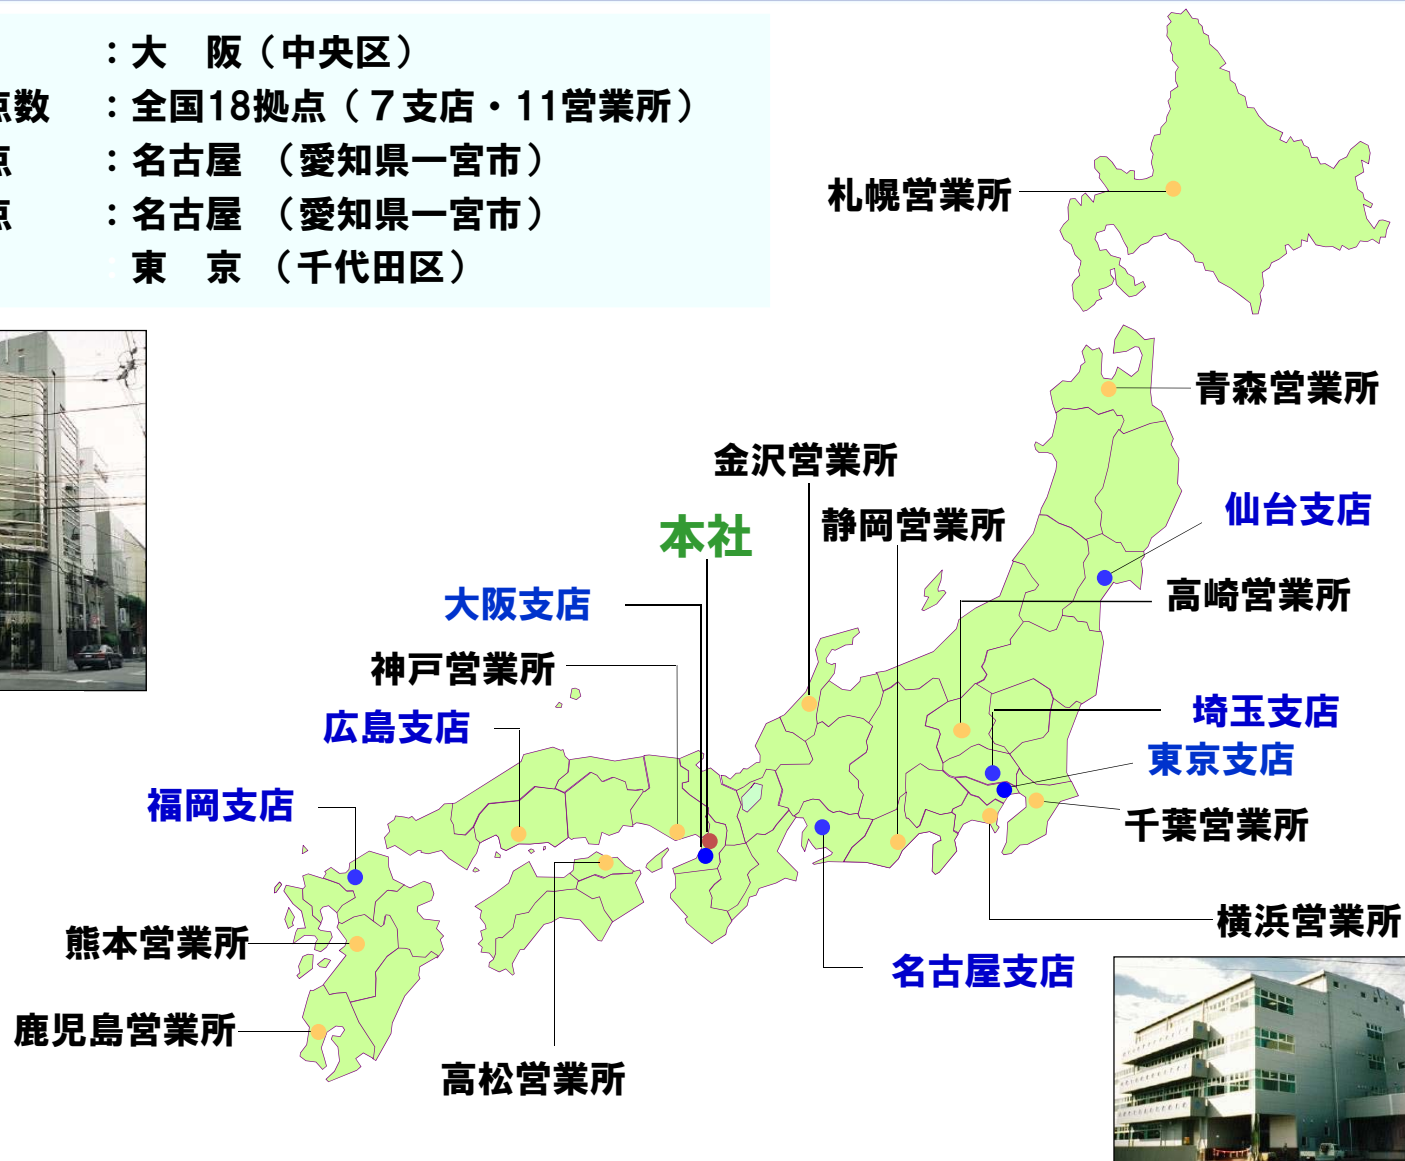 ：大　阪（中央区）
点数　：全国18拠点（７支店・11営業所）
点　：名古屋　（愛知県一宮市）
点　：名古屋　（愛知県一宮市）
：東　京　（千代田区）
札幌営業所
青森営業所
金沢営業所
仙台支店
静岡営業所
本社
高崎営業所
大阪支店
神戸営業所
埼玉支店
広島支店
東京支店
福岡支店
千葉営業所
横浜営業所
熊本営業所
名古屋支店
鹿児島営業所
高松営業所